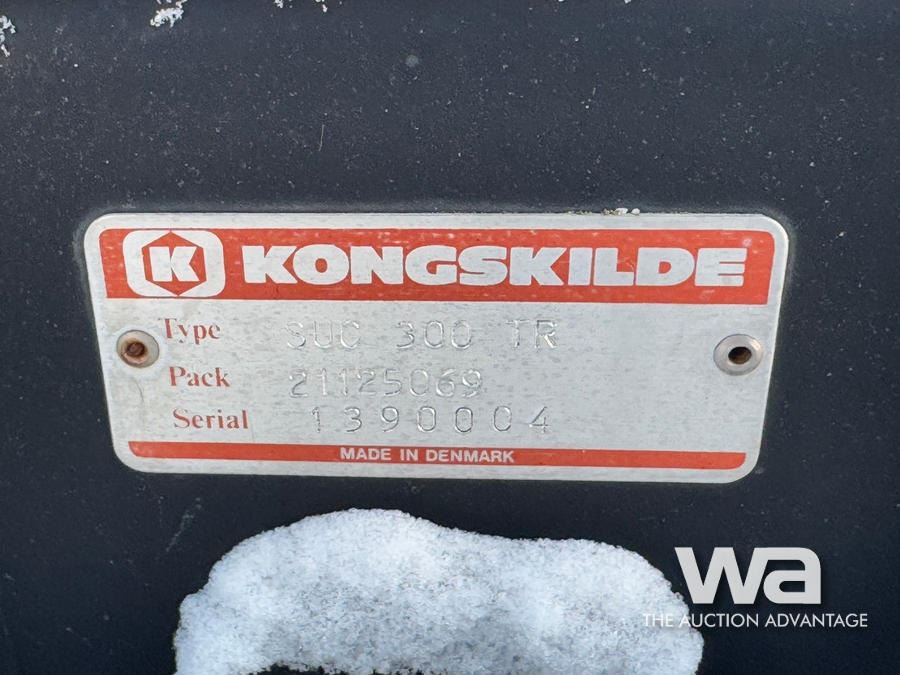 K KONGSKILDE
Type SUC 300 TR
Pack 21125069
Serial 1390004
MADE IN DENMARK
wa
THE AUCTION ADVANTAGE